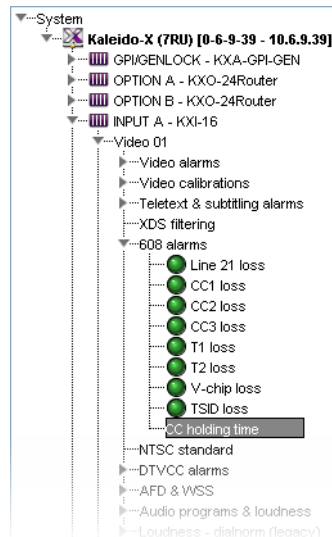 System
Kaleido-X (7RU) [0-6-9-39 - 10.6.9.39]
GPI/GENLOCK - KXA-GPI-GEN
OPTION A - KXO-24Router
OPTION B - KXO-24Router
INPUT A - KXI-16
Video 01
Video alarms
Video calibrations
Teletext & subtitling alarms
XDS filtering
608 alarms
Line 21 loss
CC1 loss
CC2 loss
CC3 loss
T1 loss
T2 loss
V-chip loss
TSID loss
CC holding time
NTSC standard
DTVCC alarms
AFD & WSS
Audio programs & loudness
Loudness - dialnorm (legacy)